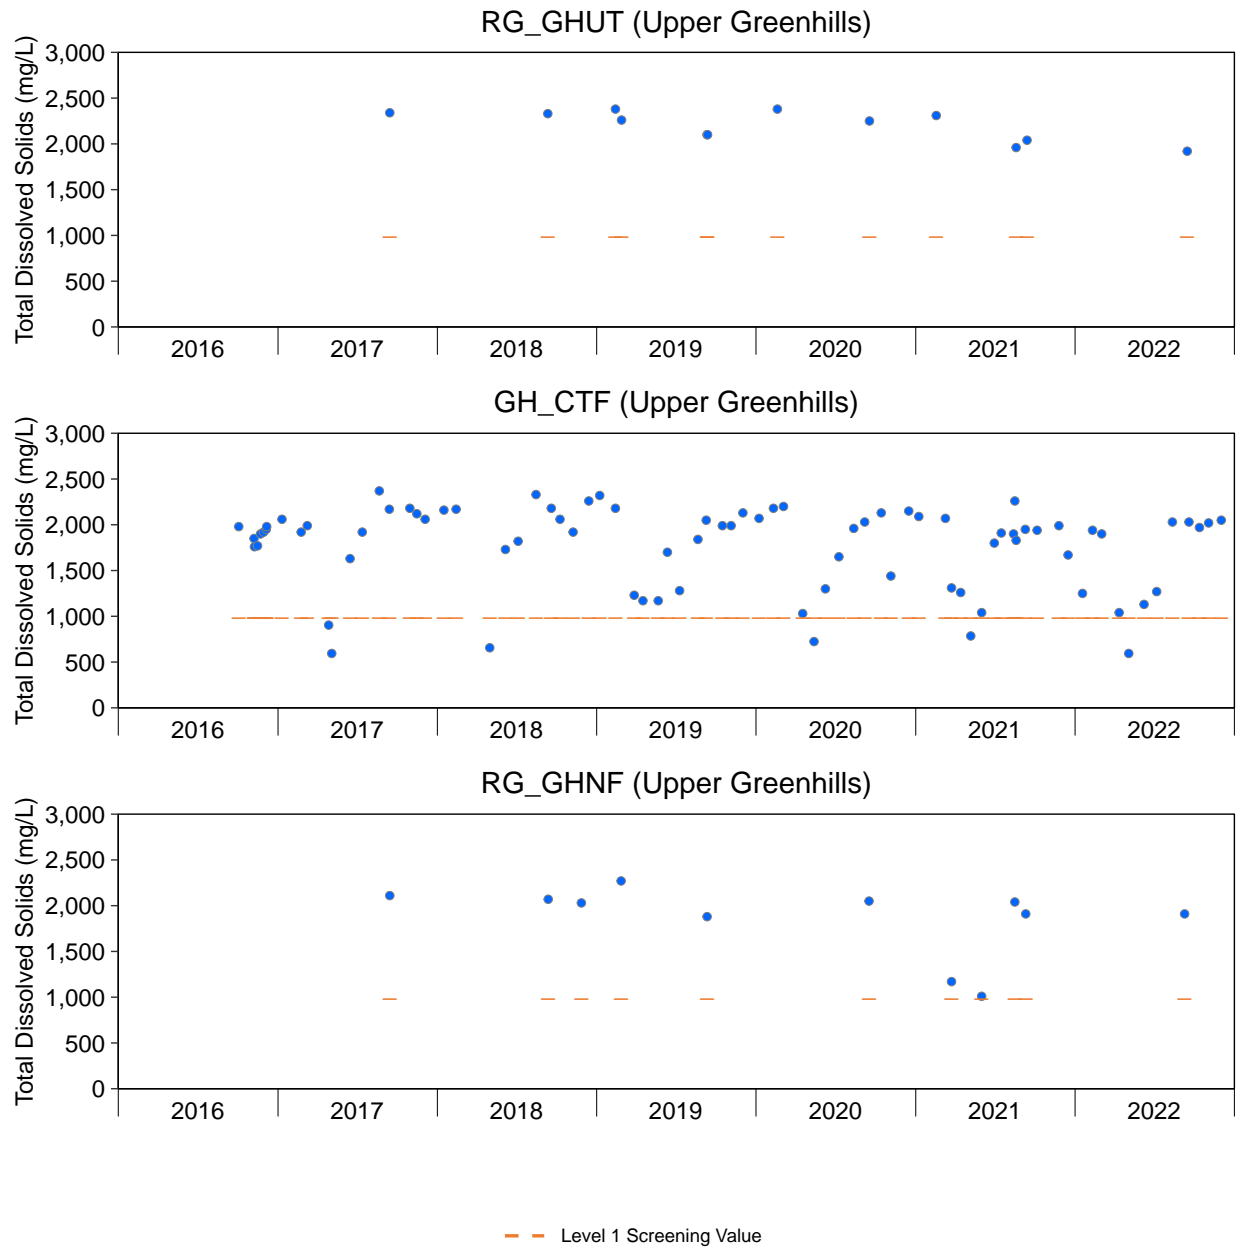 RG_GHUT (Upper Greenhills)
Total Dissolved Solids (mg/L)
3,000
2,500
2,000
1,500
1,000
500
0
2016 2017 2018 2019 2020 2021 2022
GH_CTF (Upper Greenhills)
Total Dissolved Solids (mg/L)
3,000
2,500
2,000
1,500
1,000
500
0
2016 2017 2018 2019 2020 2021 2022
RG_GHNF (Upper Greenhills)
Total Dissolved Solids (mg/L)
3,000
2,500
2,000
1,500
1,000
500
0
2016 2017 2018 2019 2020 2021 2022
Level 1 Screening Value